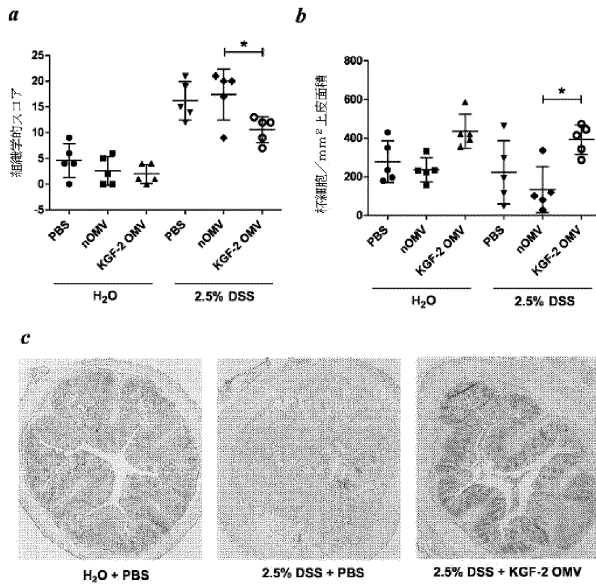 a
組織学的スコア
25
20
15
10
5
0
-5
*
PBS
nOMV
KGF-2 OMV
PBS
nOMV
KGF-2 OMV
H₂O
2.5% DSS
b
杯細胞／mm² 上皮面積
800
600
400
200
0
*
PBS
nOMV
KGF-2 OMV
PBS
nOMV
KGF-2 OMV
H₂O
2.5% DSS
c
H₂O + PBS
2.5% DSS + PBS
2.5% DSS + KGF-2 OMV